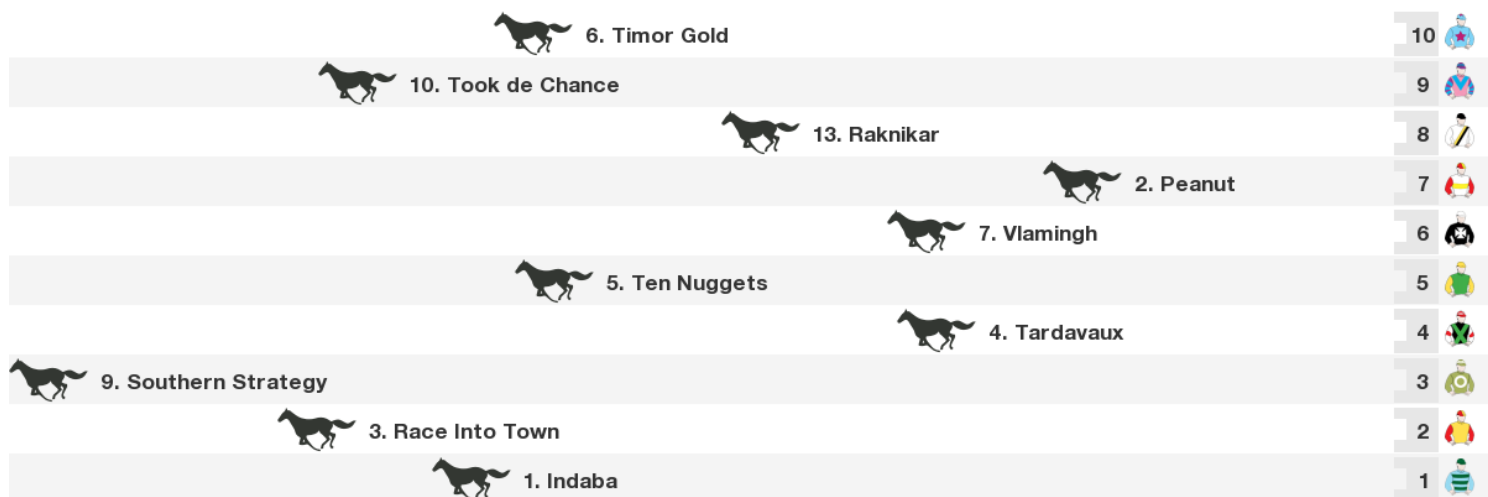 6. Timor Gold 10
10. Took de Chance 9
13. Raknikar 8
2. Peanut 7
7. Vlamingh 6
5. Ten Nuggets 5
4. Tardavaux 4
9. Southern Strategy 3
3. Race Into Town 2
1. Indaba 1